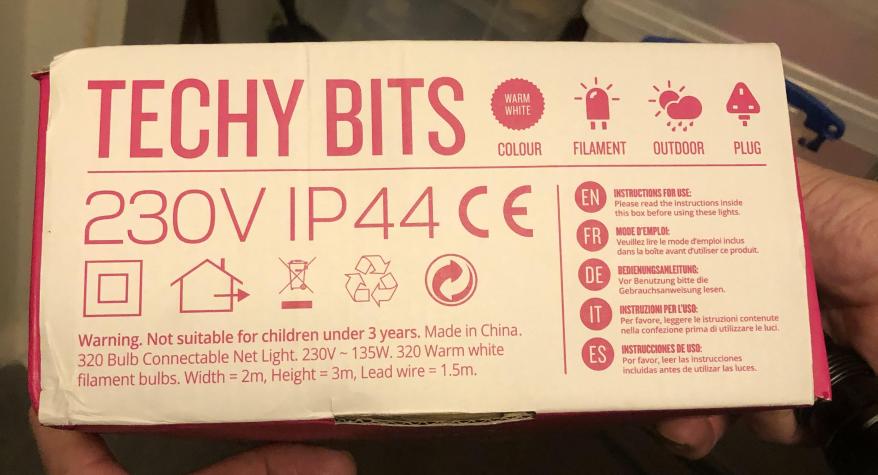 TECHY BITS
WARM
WHITE
COLOUR
FILAMENT
OUTDOOR
PLUG
230V IP44 CE
EN
INSTRUCTIONS FOR USE:
Please read the instructions inside
this box before using these lights.
FR
MODE D'EMPLOI:
Veuillez lire le mode d'emploi inclus
dans la boîte avant d'utiliser ce produit.
DE
BEDIENUNGSANLEITUNG:
Vor Benutzung bitte die
Gebrauchsanweisung lesen.
IT
INSTRUZIONI PER L'USO:
Per favore, leggere le istruzioni contenute
nella confezione prima di utilizzare le luci.
ES
INSTRUCCIONES DE USO:
Por favor, leer las instrucciones
incluidas antes de utilizar las luces.
Warning. Not suitable for children under 3 years. Made in China.
320 Bulb Connectable Net Light. 230V ~ 135W. 320 Warm white
filament bulbs. Width = 2m, Height = 3m, Lead wire = 1.5m.